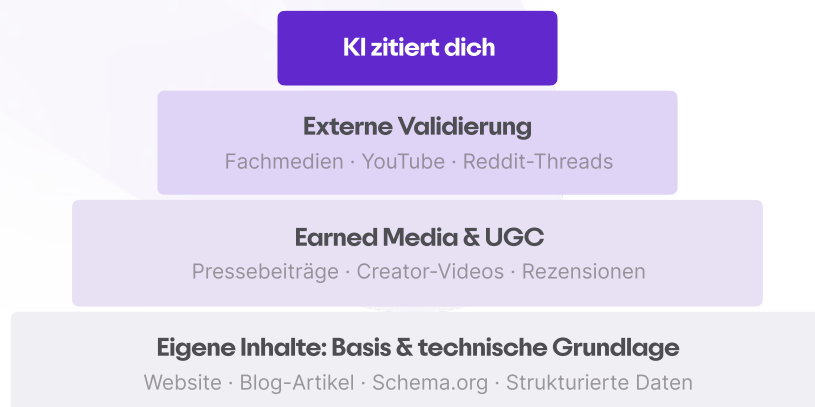 KI zitiert dich
Externe Validierung
Fachmedien · YouTube · Reddit-Threads
Earned Media & UGC
Pressebeiträge · Creator-Videos · Rezensionen
Eigene Inhalte: Basis & technische Grundlage
Website · Blog-Artikel · Schema.org · Strukturierte Daten